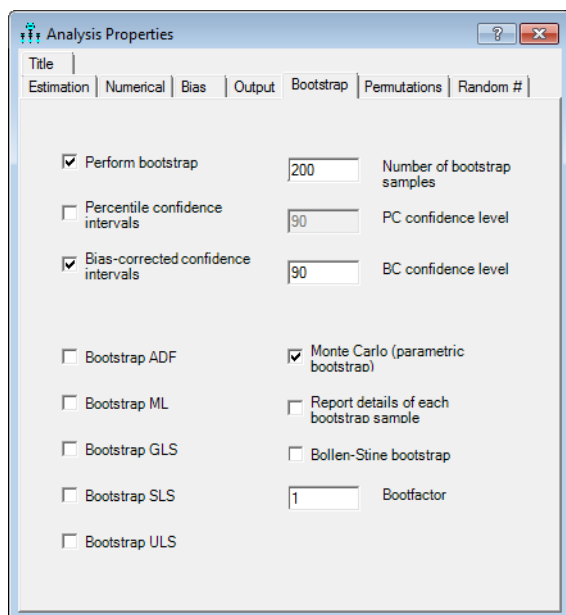 Analysis Properties
?
Title
Estimation Numerical Bias Output Bootstrap Permutations Random #
Perform bootstrap
200
Number of bootstrap
samples
Percentile confidence
intervals
90
PC confidence level
Bias-corrected confidence
intervals
90
BC confidence level
Bootstrap ADF
Monte Carlo (parametric
bootstrap)
Bootstrap ML
Report details of each
bootstrap sample
Bootstrap GLS
Bollen-Stine bootstrap
Bootstrap SLS
1
Bootfactor
Bootstrap ULS